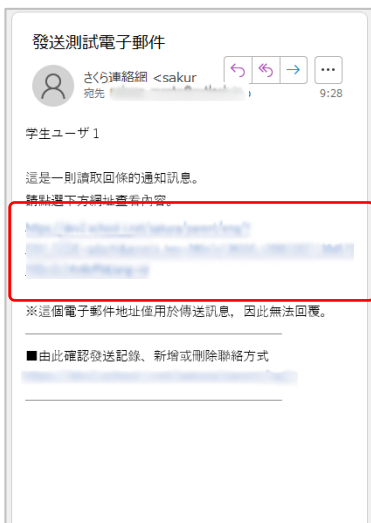 發送測試電子郵件
さくら連絡網 <sakur
宛先
9:28
学生ユーザ1
這是一則讀取回條的通知訊息。
請點選下方網址查看內容。
※這個電子郵件地址僅用於傳送訊息，因此無法回覆。
■由此確認發送記錄、新增或刪除聯絡方式